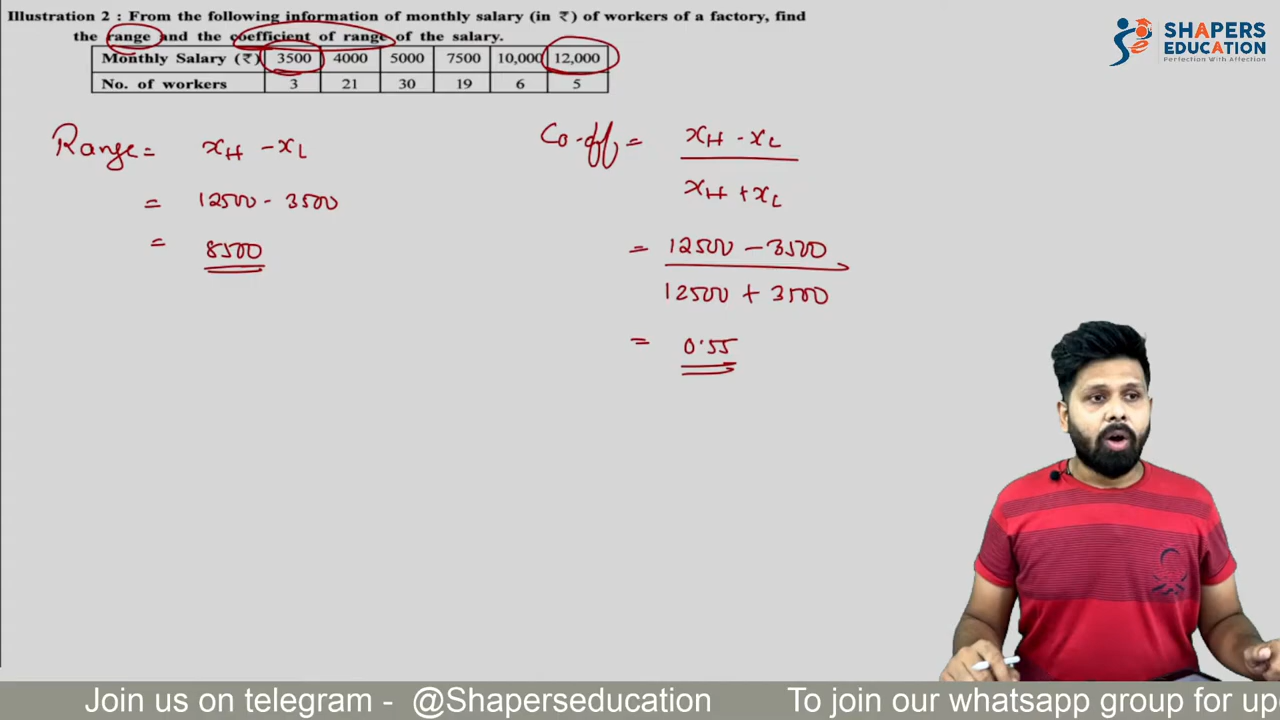 Illustration 2 : From the following information of monthly salary (in ₹) of workers of a factory, find
the range and the coefficient of range of the salary.
Monthly Salary (₹) 3500 4000 5000 7500 10,000 12,000
No. of workers 3 21 30 19 6 5
SHAPERS
EDUCATION
Perfection With Affection
Range = xH - xL
= 12500 - 3500
= 8500
Co-eff = xH - xL
xH + xL
= 12500 - 3500
12500 + 3500
= 0.55
Join us on telegram - @Shaperseducation To join our whatsapp group for up